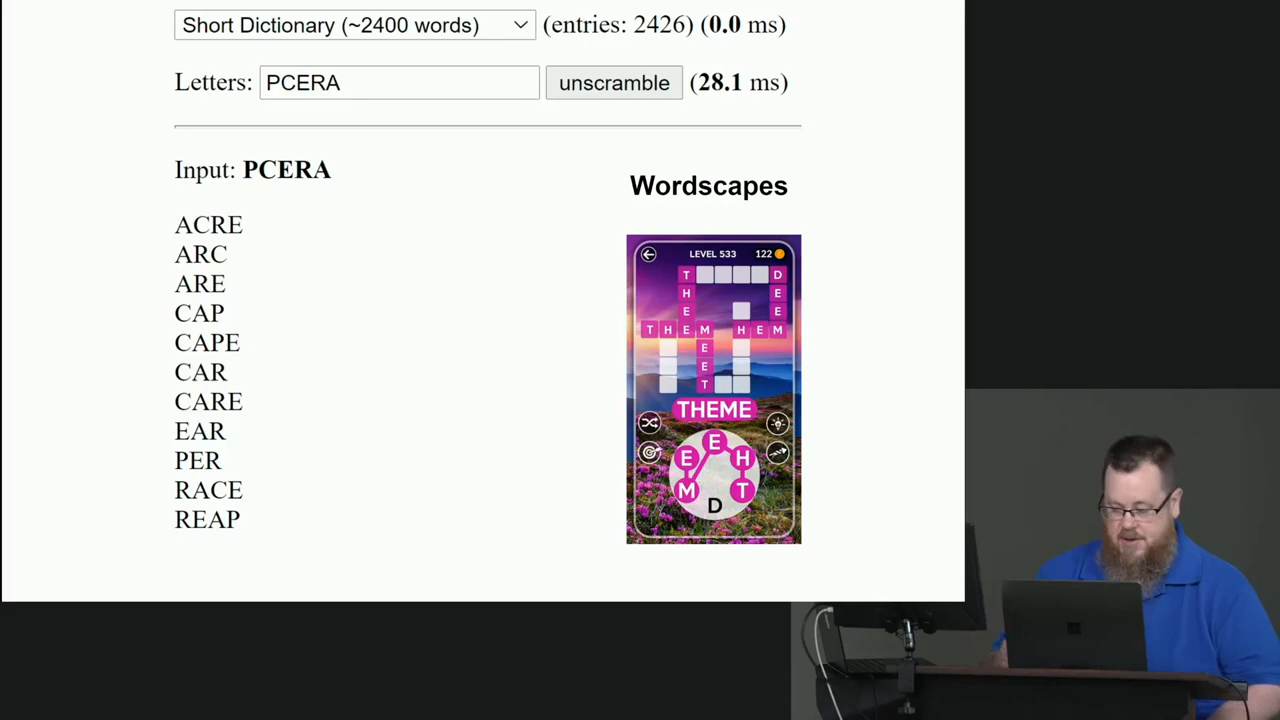 Short Dictionary (~2400 words) (entries: 2426) (0.0 ms)
Letters: PCERA unscramble (28.1 ms)
Input: PCERA
Wordscapes
ACRE
ARC
ARE
CAP
CAPE
CAR
CARE
EAR
PER
RACE
REAP
LEVEL 533 122
T D
H E
E E
T H E M H E M
E
E
T
THEME
E
E H
M T
D